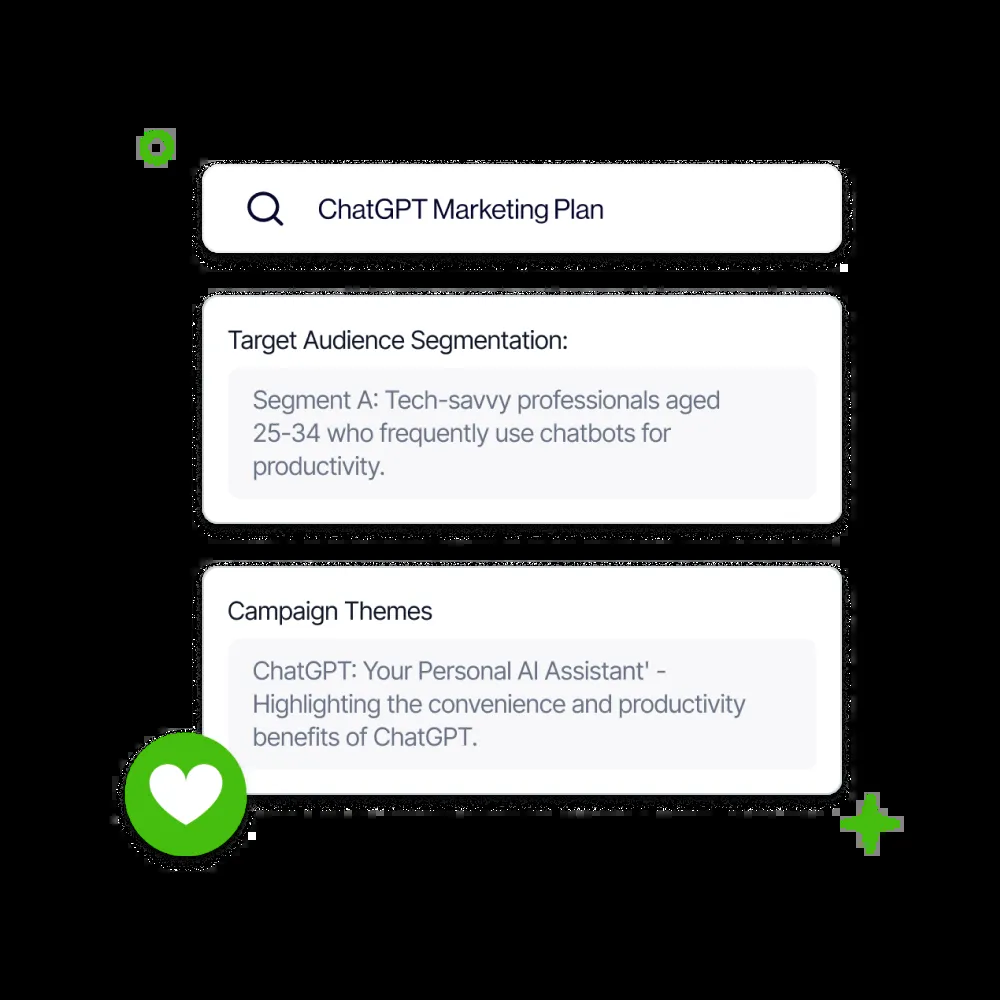 ChatGPT Marketing Plan
Target Audience Segmentation:
Segment A: Tech-savvy professionals aged
25-34 who frequently use chatbots for
productivity.
Campaign Themes
ChatGPT: Your Personal AI Assistant' -
Highlighting the convenience and productivity
benefits of ChatGPT.